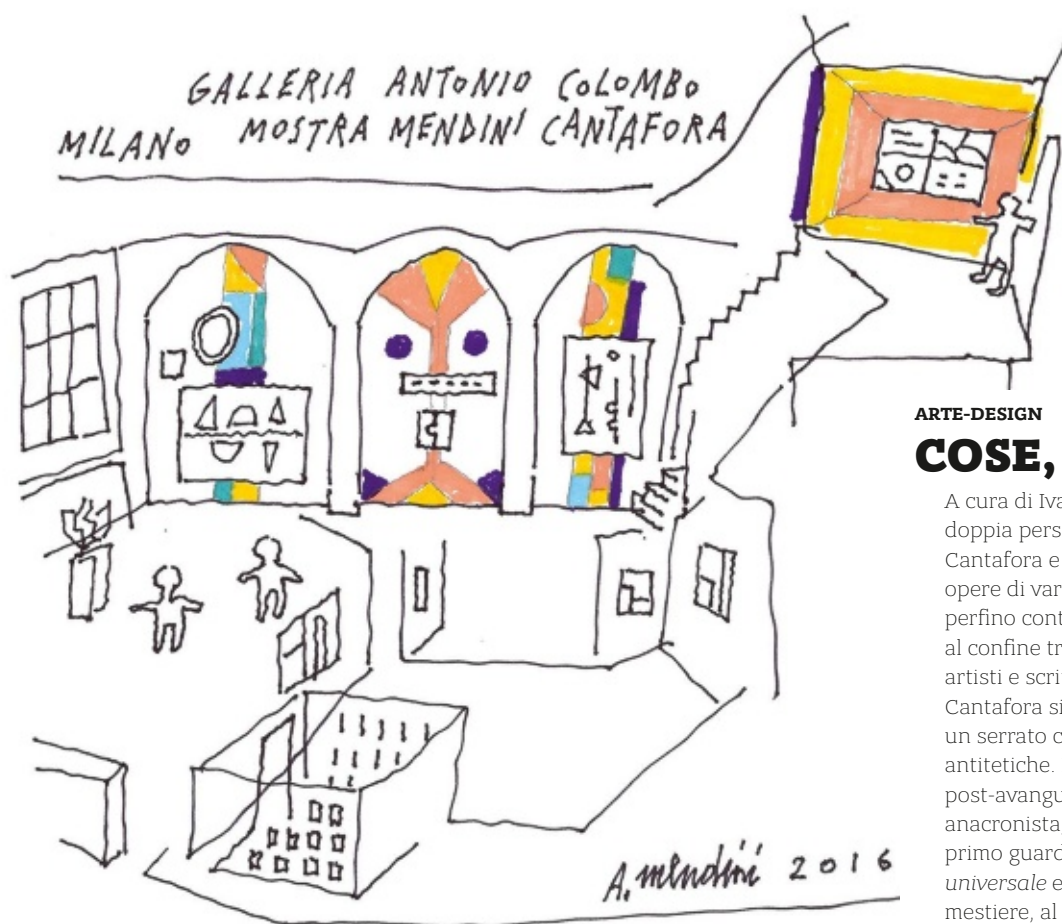 GALLERIA ANTONIO COLOMBO
MILANO MOSTRA MENDINI CANTAFORA
A. mendini 2016
ARTE-DESIGN
COSE,
A cura di Iva
doppia pers
Cantafora e
opere di var
perfino cont
al confine tr
artisti e scri
Cantafora si
un serrato c
antitetiche.
post-avangu
anacronista
primo guard
universale e
mestiere, al